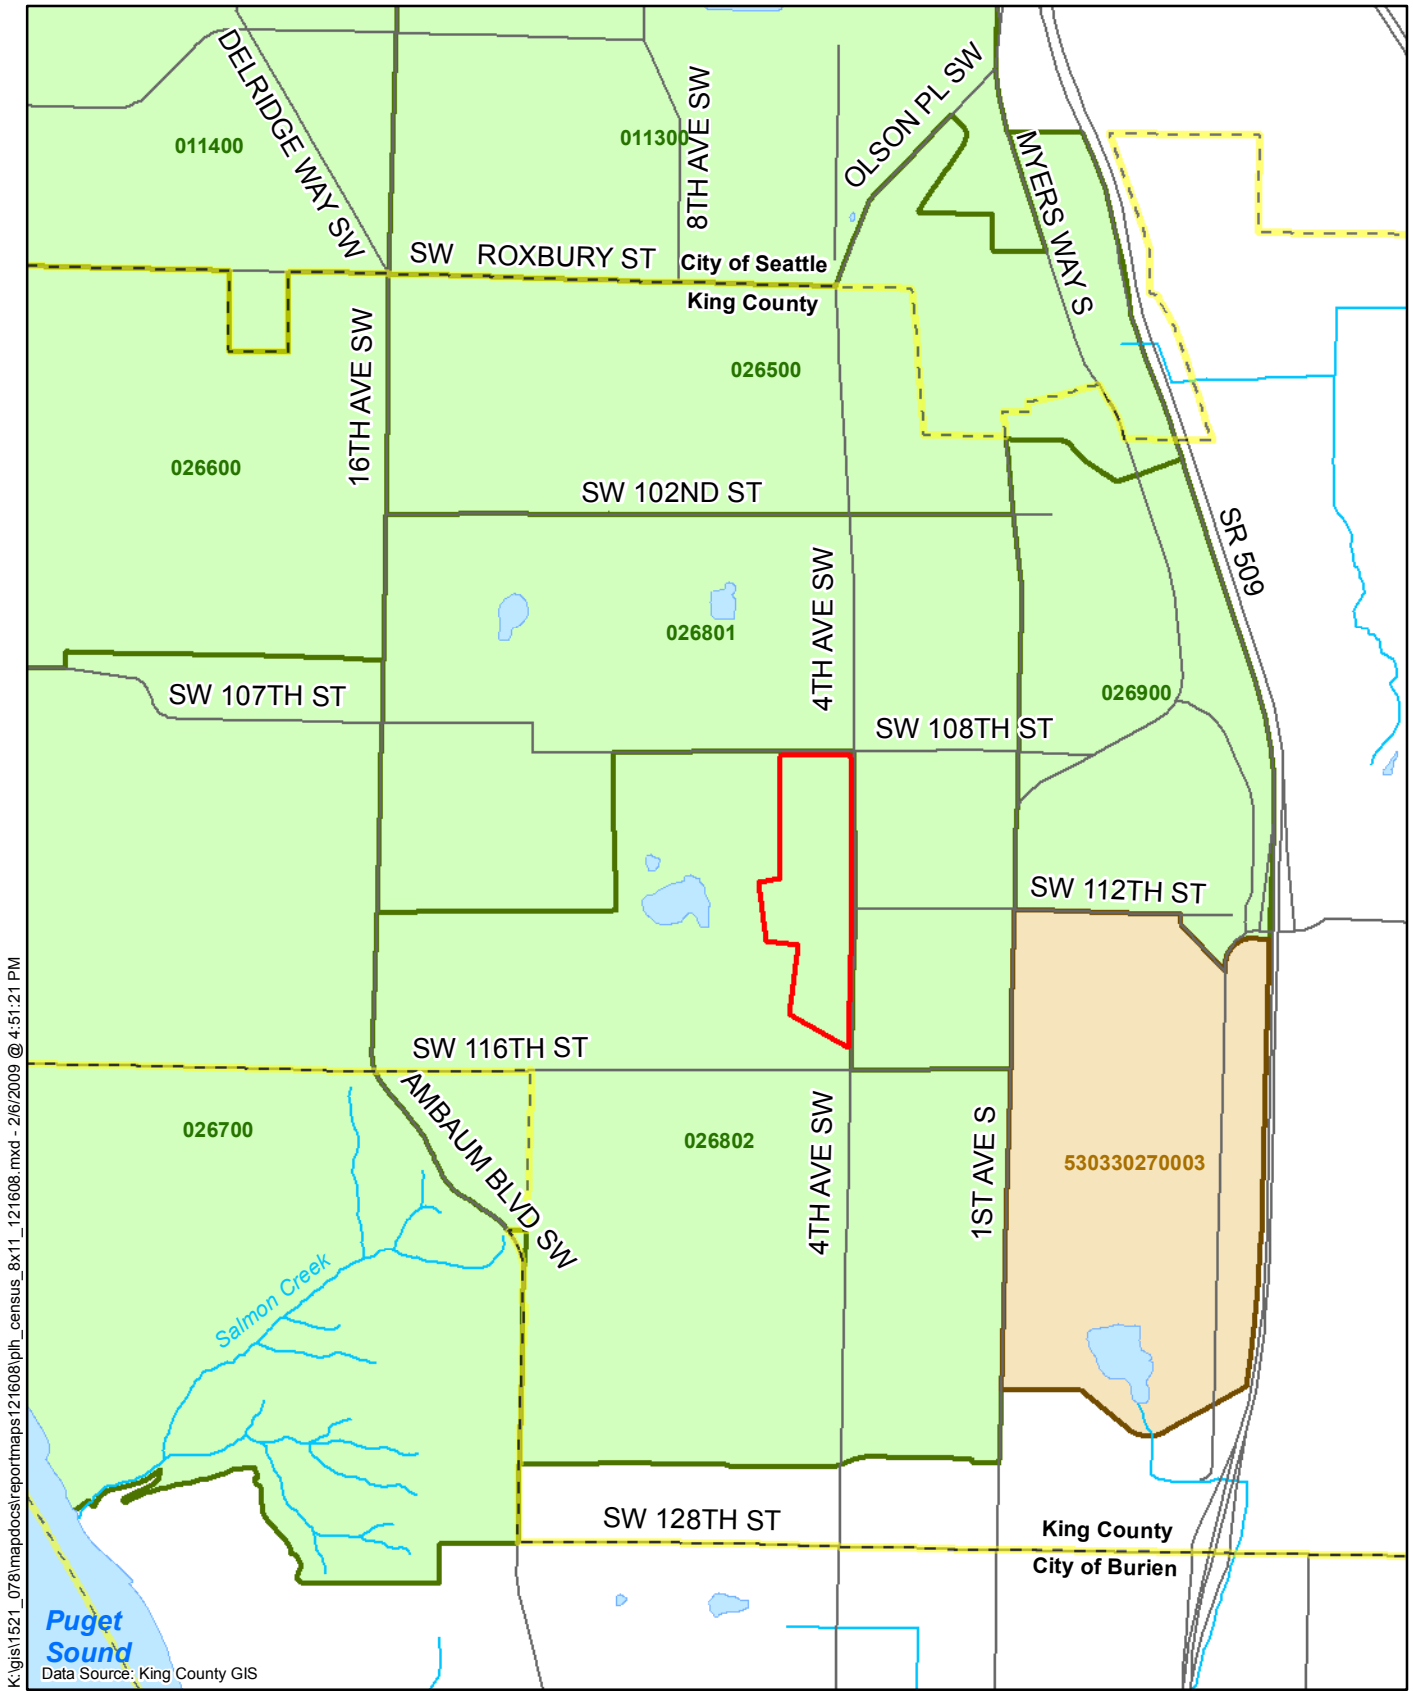 DELRIDGE WAY SW
8TH AVE SW
OLSON PL SW
011400
011300
MYERS WAY S
SW ROXBURY ST
City of Seattle
King County
16TH AVE SW
026500
026600
SW 102ND ST
SR 509
4TH AVE SW
026801
SW 107TH ST
026900
SW 108TH ST
SW 112TH ST
SW 116TH ST
AMBAUM BLVD SW
026700
026802
4TH AVE SW
1ST AVE S
530330270003
Salmon Creek
SW 128TH ST
King County
City of Burien
Puget
Sound
Data Source: King County GIS
K:\gis\1521_078\mapdocs\reportmaps121608\plh_census_8x11_121608.mxd - 2/6/2009 @ 4:51:21 PM